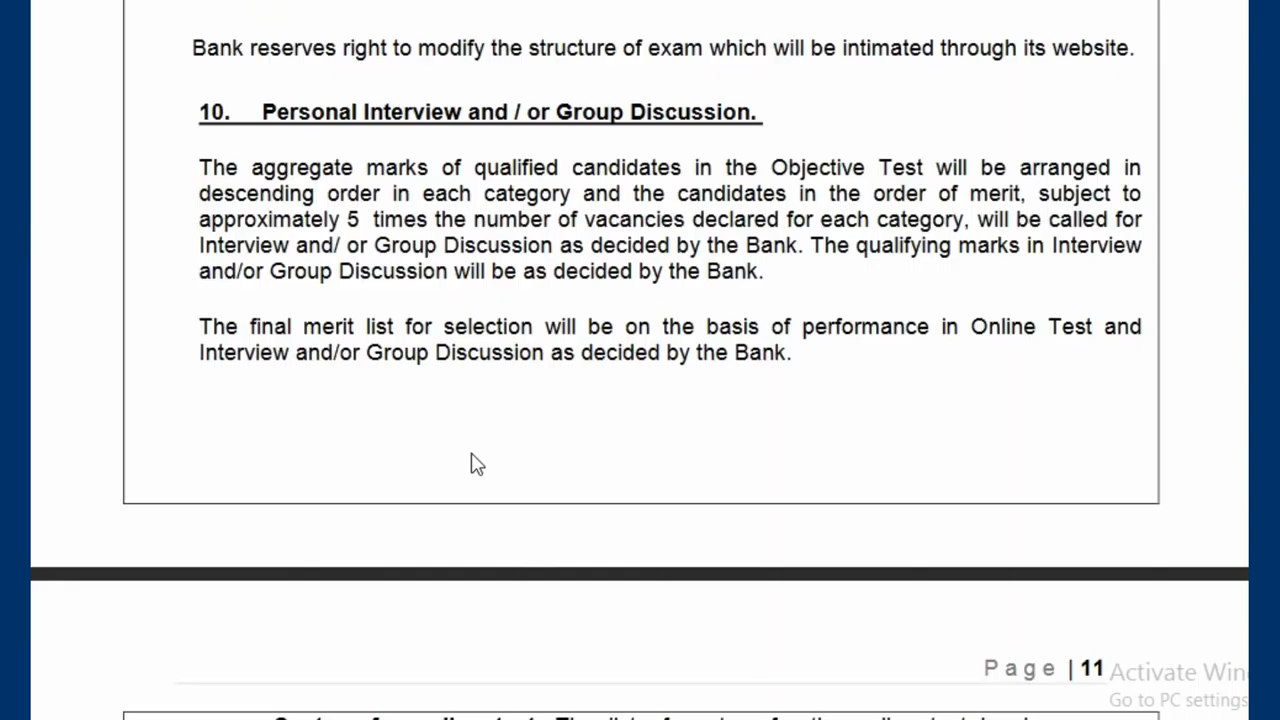 Bank reserves right to modify the structure of exam which will be intimated through its website.
10. Personal Interview and / or Group Discussion.
The aggregate marks of qualified candidates in the Objective Test will be arranged in
descending order in each category and the candidates in the order of merit, subject to
approximately 5 times the number of vacancies declared for each category, will be called for
Interview and/ or Group Discussion as decided by the Bank. The qualifying marks in Interview
and/or Group Discussion will be as decided by the Bank.
The final merit list for selection will be on the basis of performance in Online Test and
Interview and/or Group Discussion as decided by the Bank.
Page | 11
Activate Win
Go to PC settings